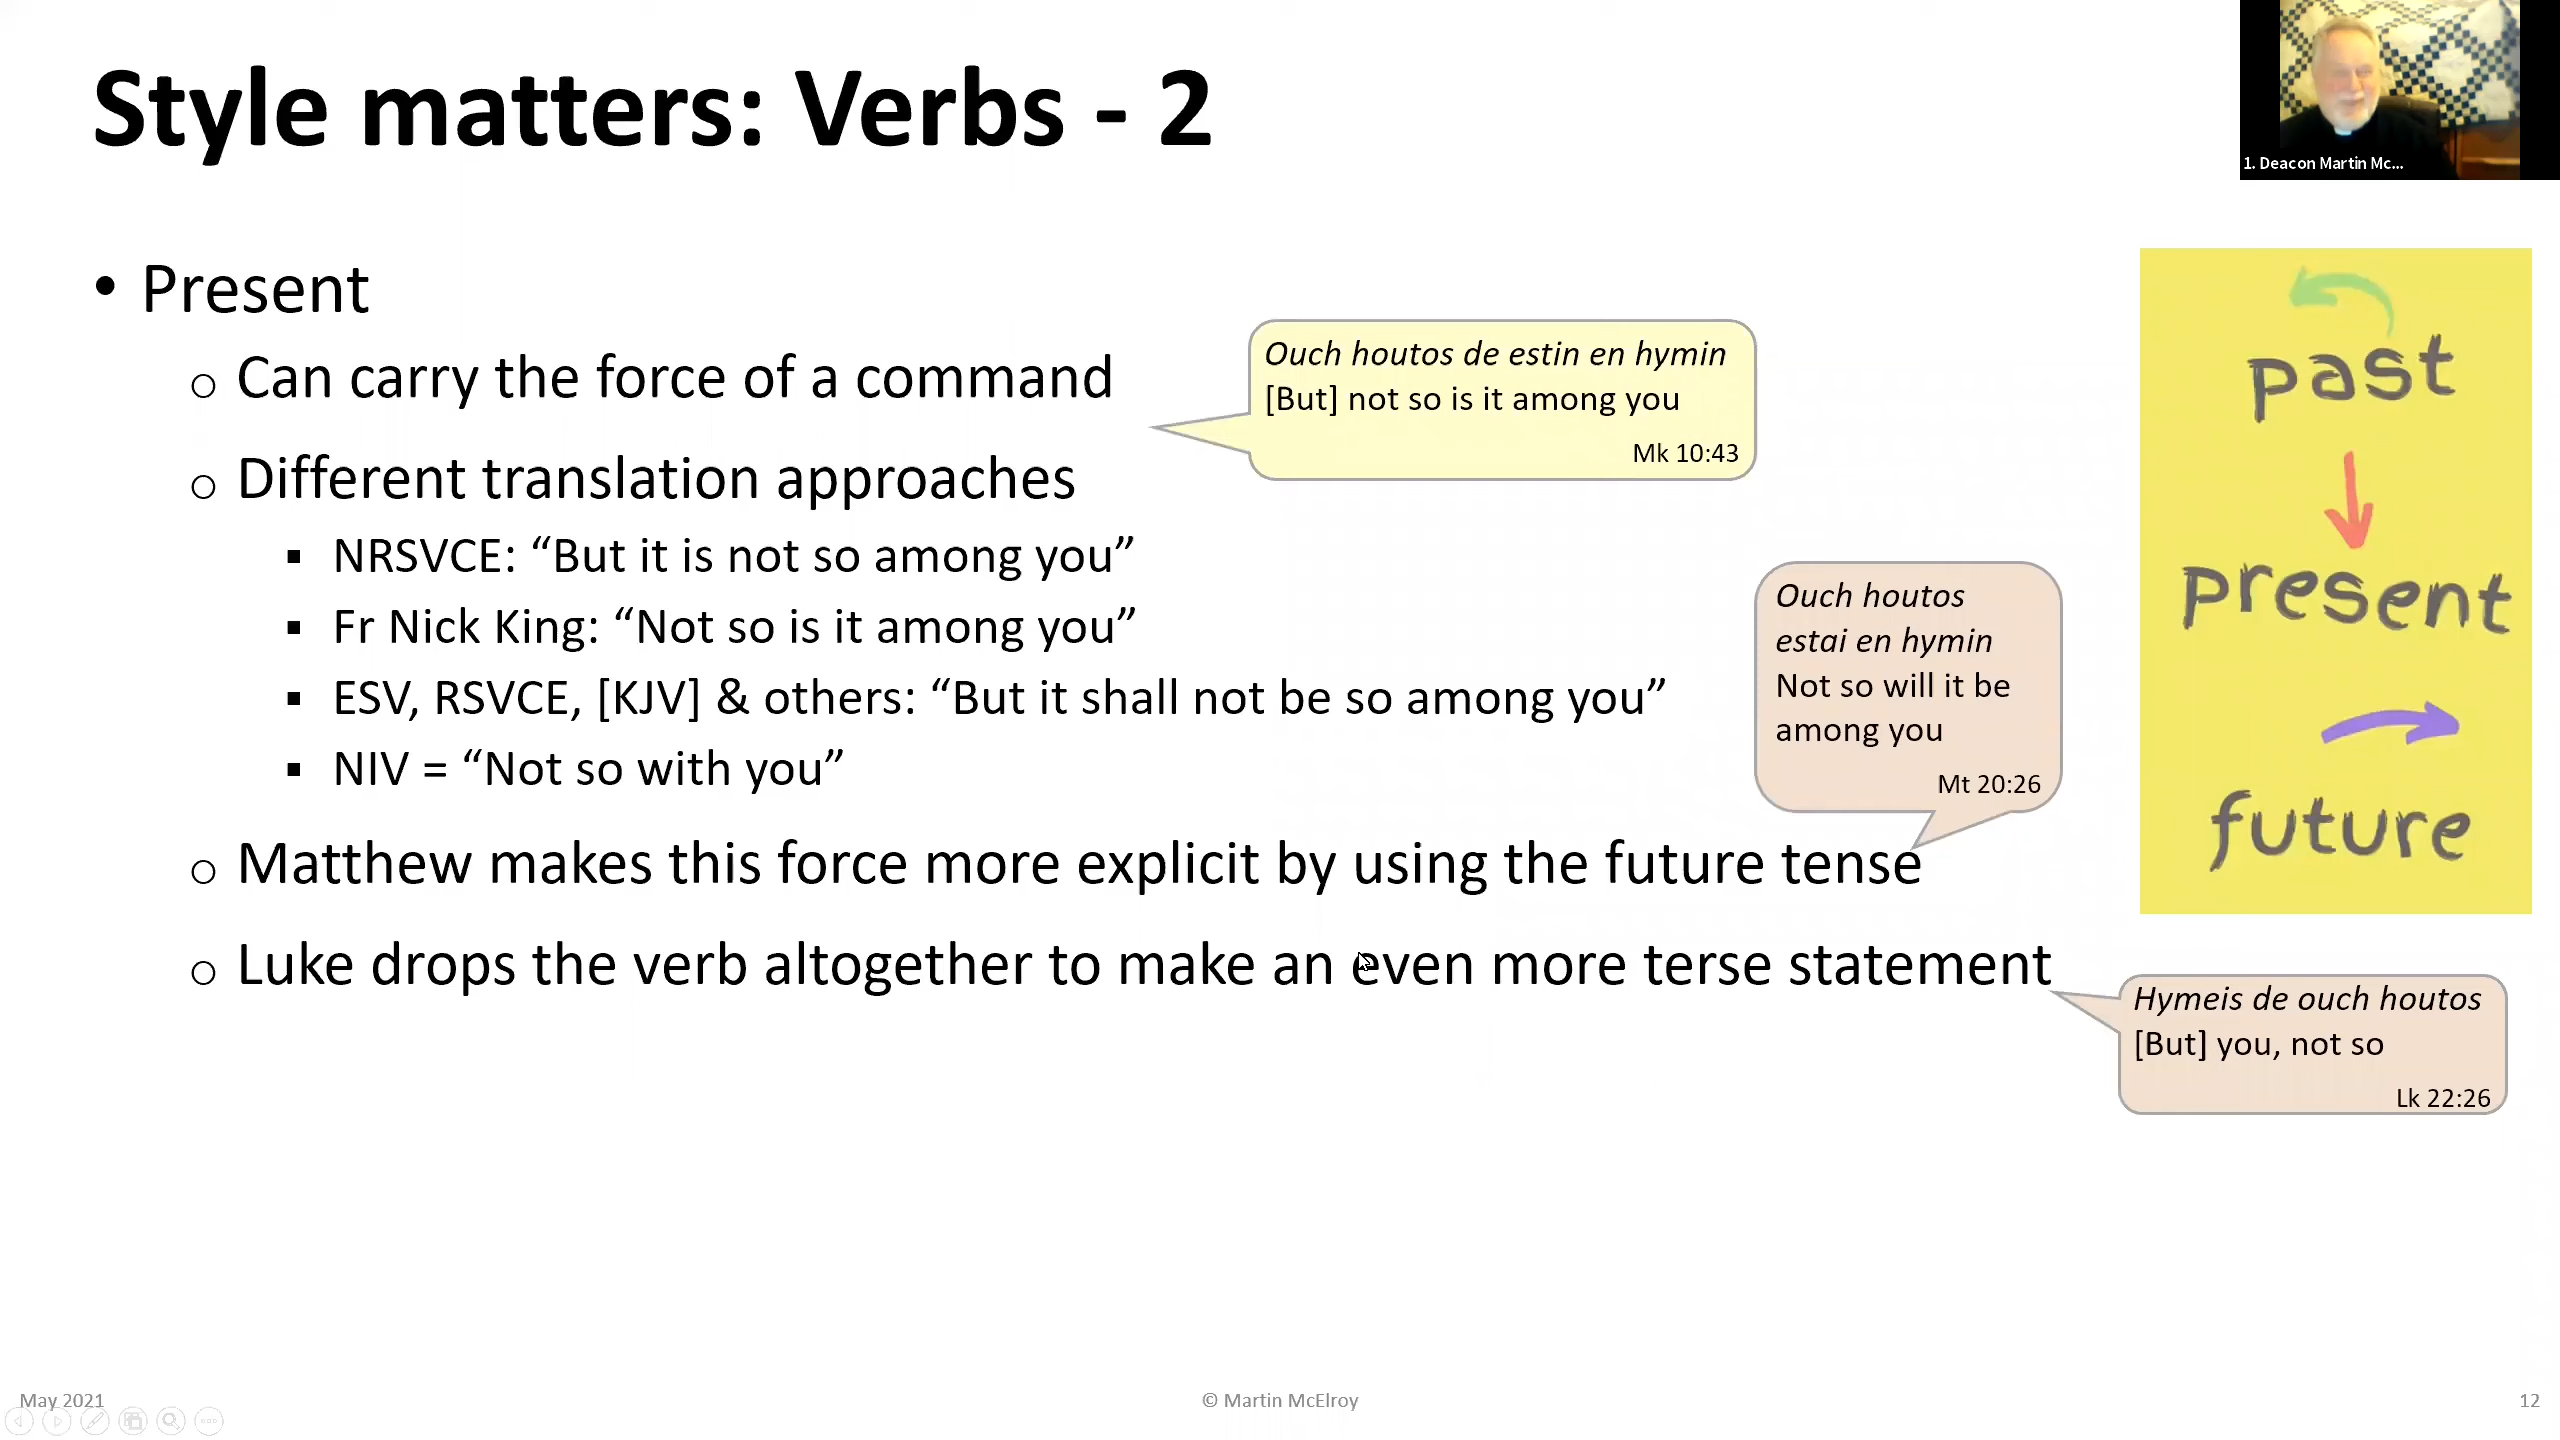 Style matters: Verbs - 2
1. Deacon Martin Mc...
• Present
o Can carry the force of a command
Ouch houtos de estin en hymin
[But] not so is it among you
Mk 10:43
o Different translation approaches
▪ NRSVCE: “But it is not so among you”
▪ Fr Nick King: “Not so is it among you”
▪ ESV, RSVCE, [KJV] & others: “But it shall not be so among you”
▪ NIV = “Not so with you”
Ouch houtos
estai en hymin
Not so will it be
among you
Mt 20:26
o Matthew makes this force more explicit by using the future tense
o Luke drops the verb altogether to make an even more terse statement
Hymeis de ouch houtos
[But] you, not so
Lk 22:26
past
present
future
May 2021
© Martin McElroy
12